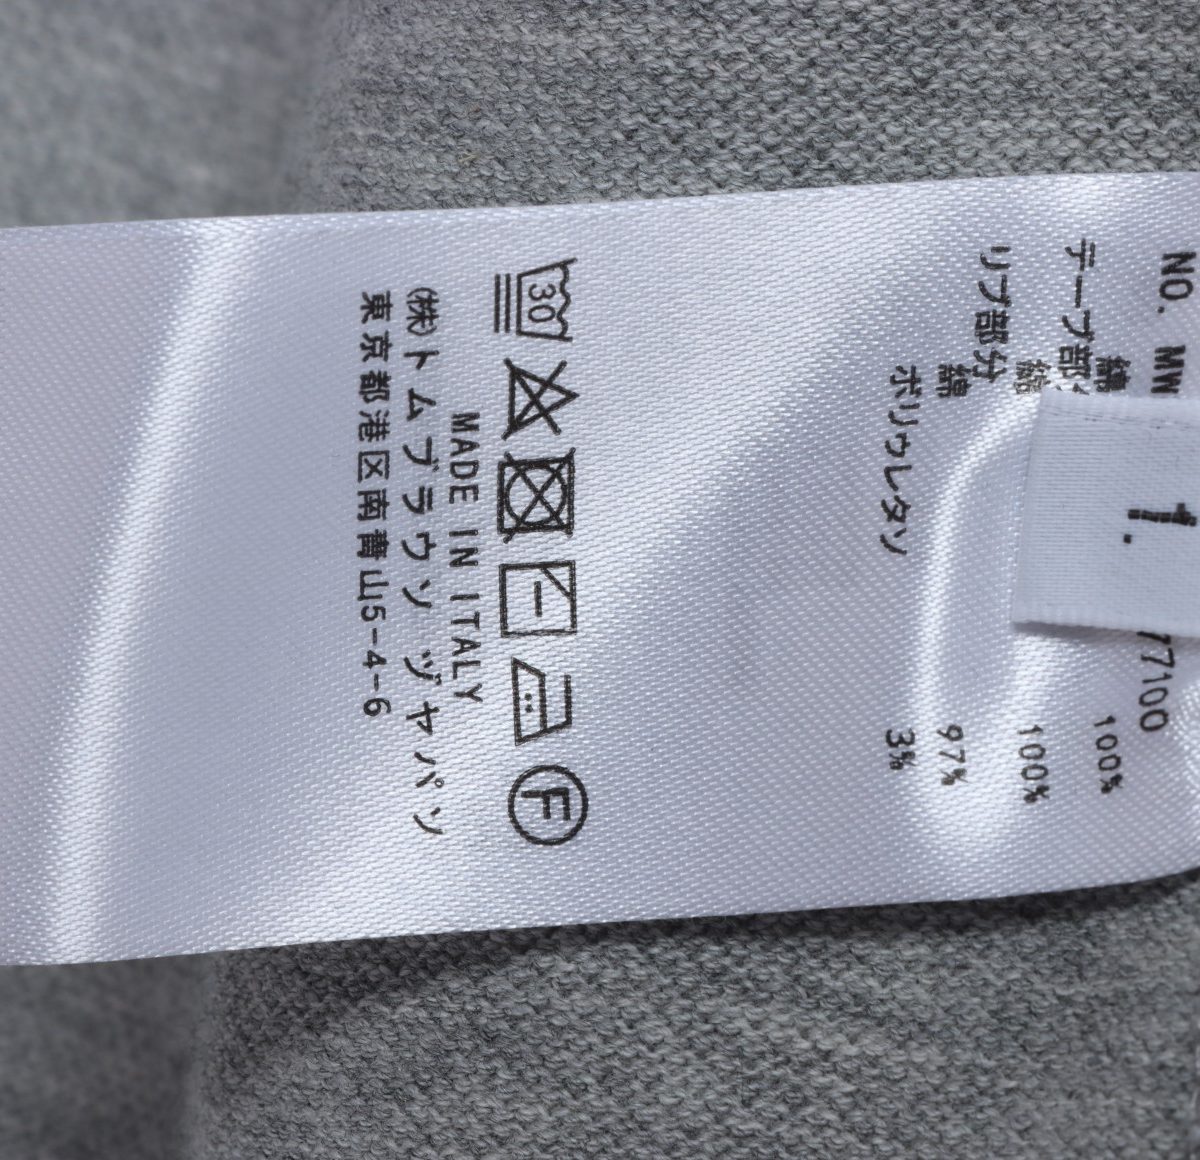 NO. MW 77100
綿 100%
テープ部
綿 100%
リブ部分
綿 97%
ポリウレタン 3%
1.
30
F
MADE IN ITALY
㈱トムブラウン ジャパン
東京都港区南青山5-4-6